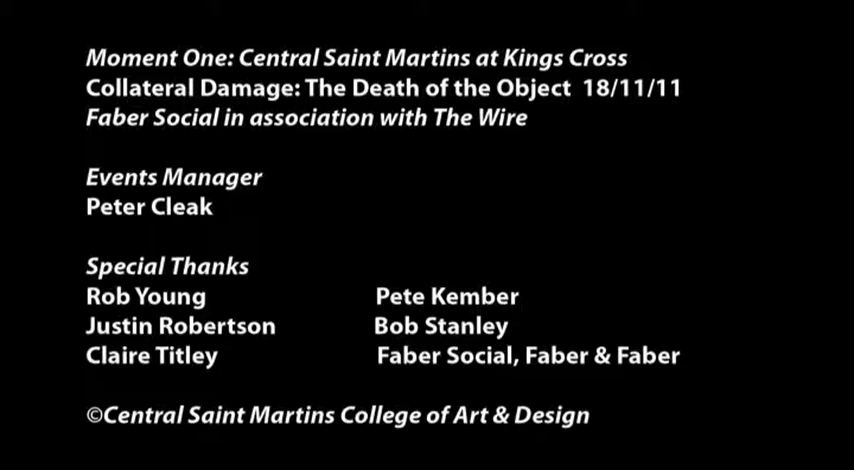 Moment One: Central Saint Martins at Kings Cross
Collateral Damage: The Death of the Object 18/11/11
Faber Social in association with The Wire
Events Manager
Peter Cleak
Special Thanks
Rob Young Pete Kember
Justin Robertson Bob Stanley
Claire Titley Faber Social, Faber & Faber
©Central Saint Martins College of Art & Design